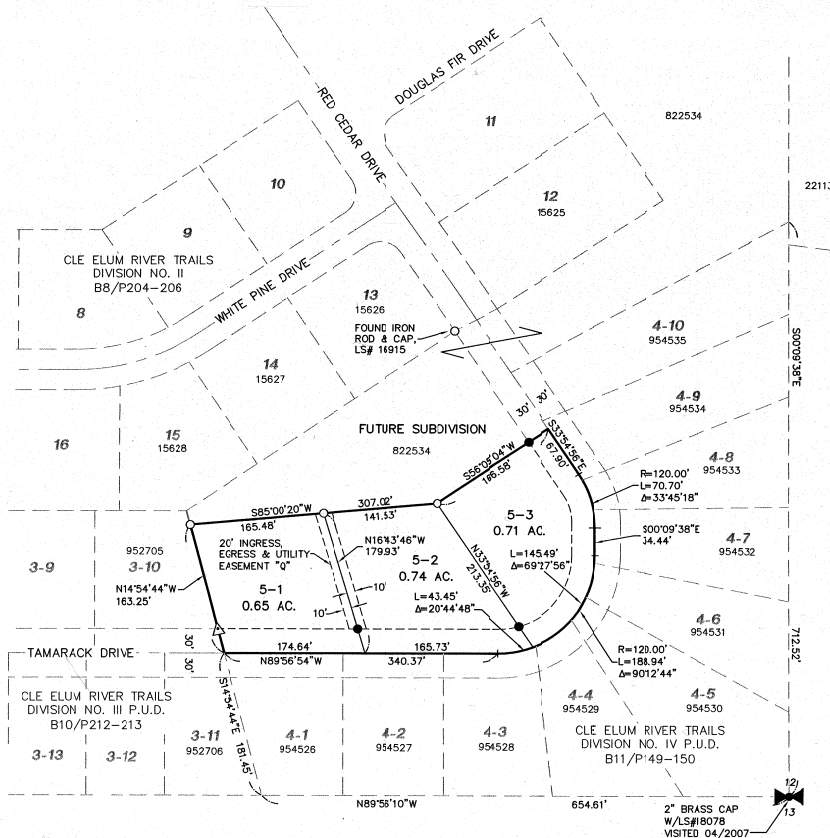 DOUGLAS FIR DRIVE
RED CEDAR DRIVE
11
822534
10
12
15625
22113
9
CLE ELUM RIVER TRAILS
DIVISION NO. II
B8/P204-206
8
WHITE PINE DRIVE
13
15626
FOUND IRON
ROD & CAP,
LS# 16915
4-10
954535
S00°09'38"E
14
15627
4-9
954534
30' 30'
FUTURE SUBDIVISION
822534
S33°54'56"E
67.90'
16
15
15628
S56°05'04"W
4-8
954533
R=120.00'
L=70.70'
Δ=33°45'18"
S85°00'20"W
165.48'
307.02'
5-3
0.71 AC.
S00°09'38"E
4-7
954532
20' INGRESS,
EGRESS & UTILITY
EASEMENT "Q"
N16°43'46"W
179.93'
952705
3-9
3-10
N14°54'44"W
163.25'
5-1
0.65 AC.
5-2
0.74 AC.
N33°54'56"W
213.35'
L=145.49'
Δ=69°27'56"
10'
10'
L=43.45'
Δ=20°44'48"
4-6
954531
712.52'
30'
30'
TAMARACK DRIVE
174.64'
165.73'
N89°56'54"W
340.37'
R=120.00'
L=188.94'
Δ=90°12'44"
S14°54'44"E 181.45'
CLE ELUM RIVER TRAILS
DIVISION NO. III P.U.D.
B10/P212-213
4-4
954529
4-5
954530
3-13
3-12
3-11
952706
4-1
954526
4-2
954527
4-3
954528
CLE ELUM RIVER TRAILS
DIVISION NO. IV P.U.D.
B11/P149-150
N89°56'10"W
654.61'
12
13
2" BRASS CAP
W/LS#18078
VISITED 04/2007